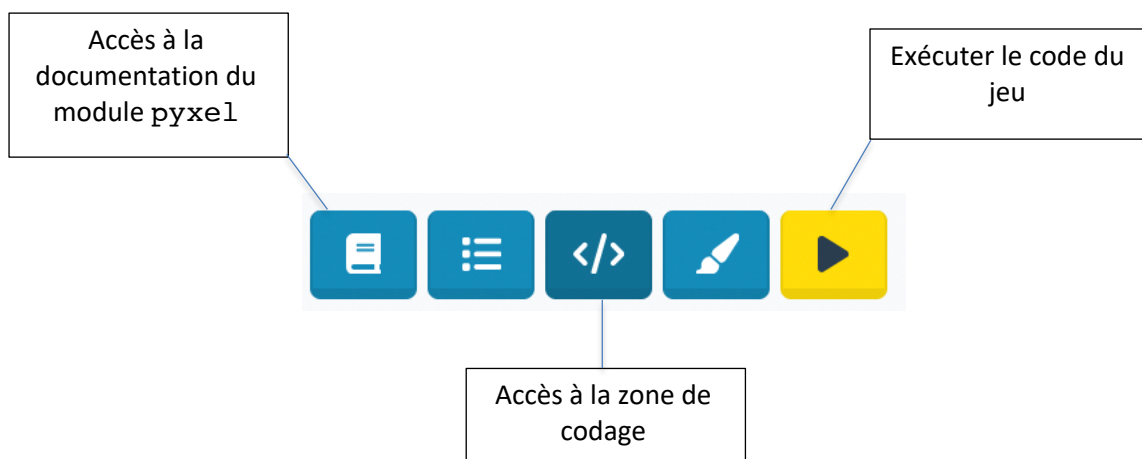 Accès à la
documentation du
module pyxel
Exécuter le code du
jeu
</>
Accès à la zone de
codage